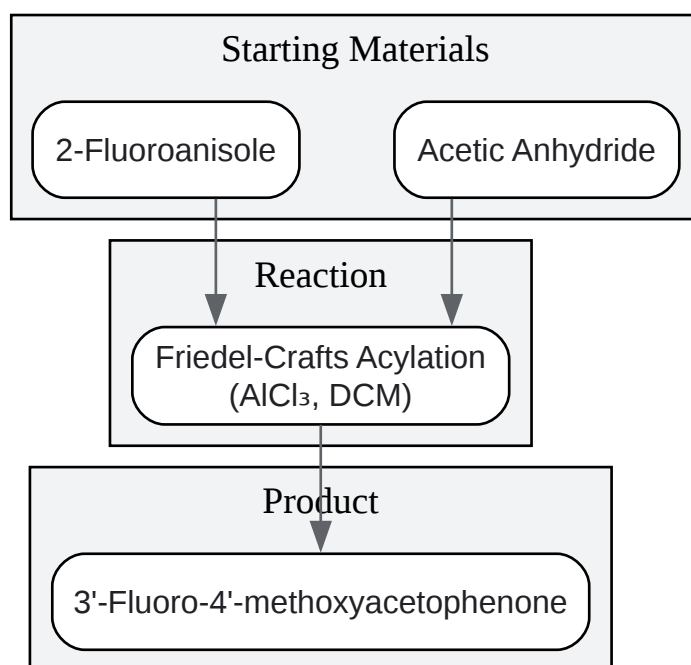 Starting Materials
2-Fluoroanisole
Acetic Anhydride
Reaction
Friedel-Crafts Acylation
(AlCl₃, DCM)
Product
3'-Fluoro-4'-methoxyacetophenone